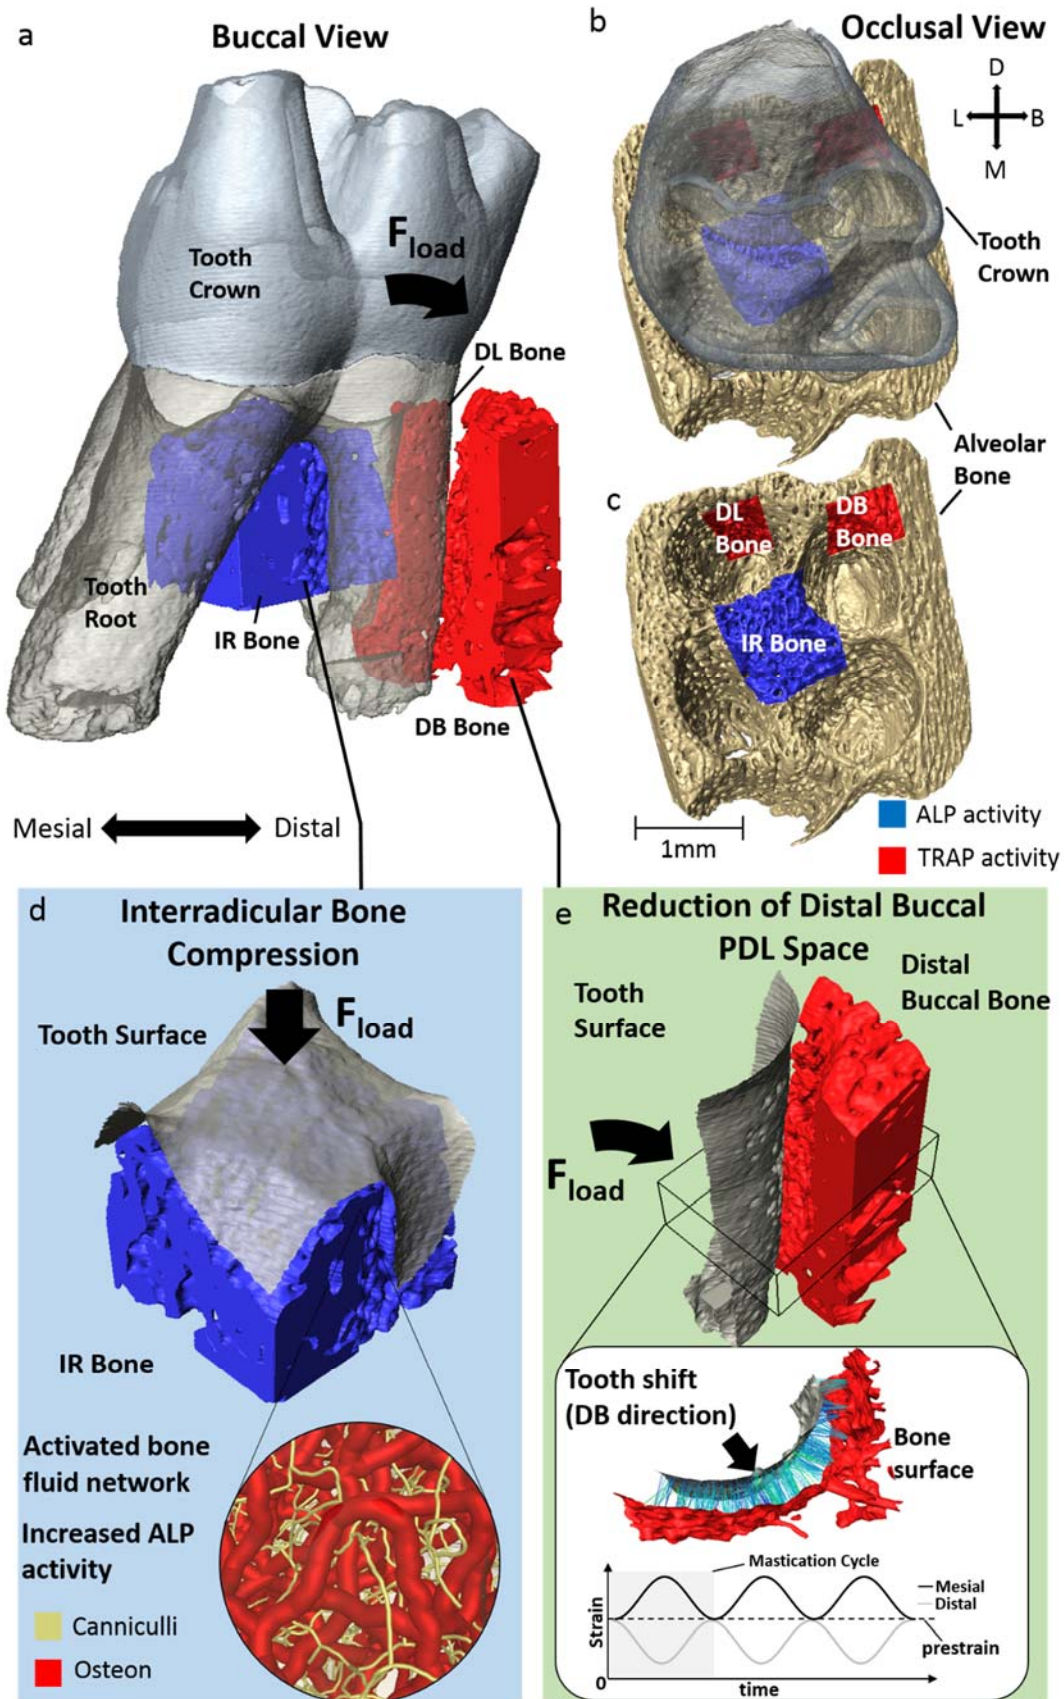 a
Buccal View
Tooth
Crown
F load
DL Bone
Tooth
Root
IR Bone
DB Bone
Mesial
Distal
b
Occlusal View
D
L
B
M
Tooth
Crown
Alveolar
Bone
c
DL
Bone
DB
Bone
IR Bone
1mm
ALP activity
TRAP activity
d
Interradicular Bone
Compression
F load
Tooth Surface
IR Bone
Activated bone
fluid network
Increased ALP
activity
Canniculli
Osteon
e
Reduction of Distal Buccal
PDL Space
Tooth
Surface
Distal
Buccal Bone
F load
Tooth shift
(DB direction)
Bone
surface
Mastication Cycle
Mesial
Distal
prestrain
Strain
0
time